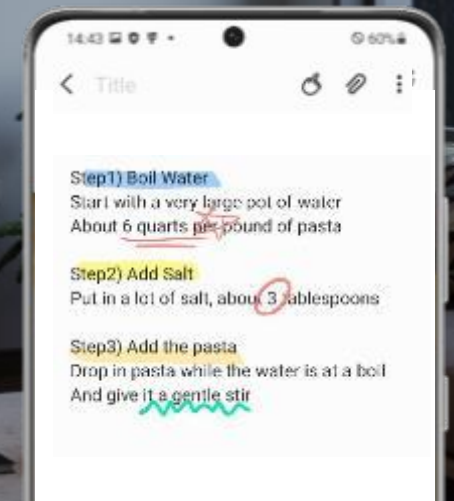 14:43
60%
Title
Step1) Boil Water
Start with a very large pot of water
About 6 quarts per pound of pasta
Step2) Add Salt
Put in a lot of salt, about 3 tablespoons
Step3) Add the pasta
Drop in pasta while the water is at a boil
And give it a gentle stir